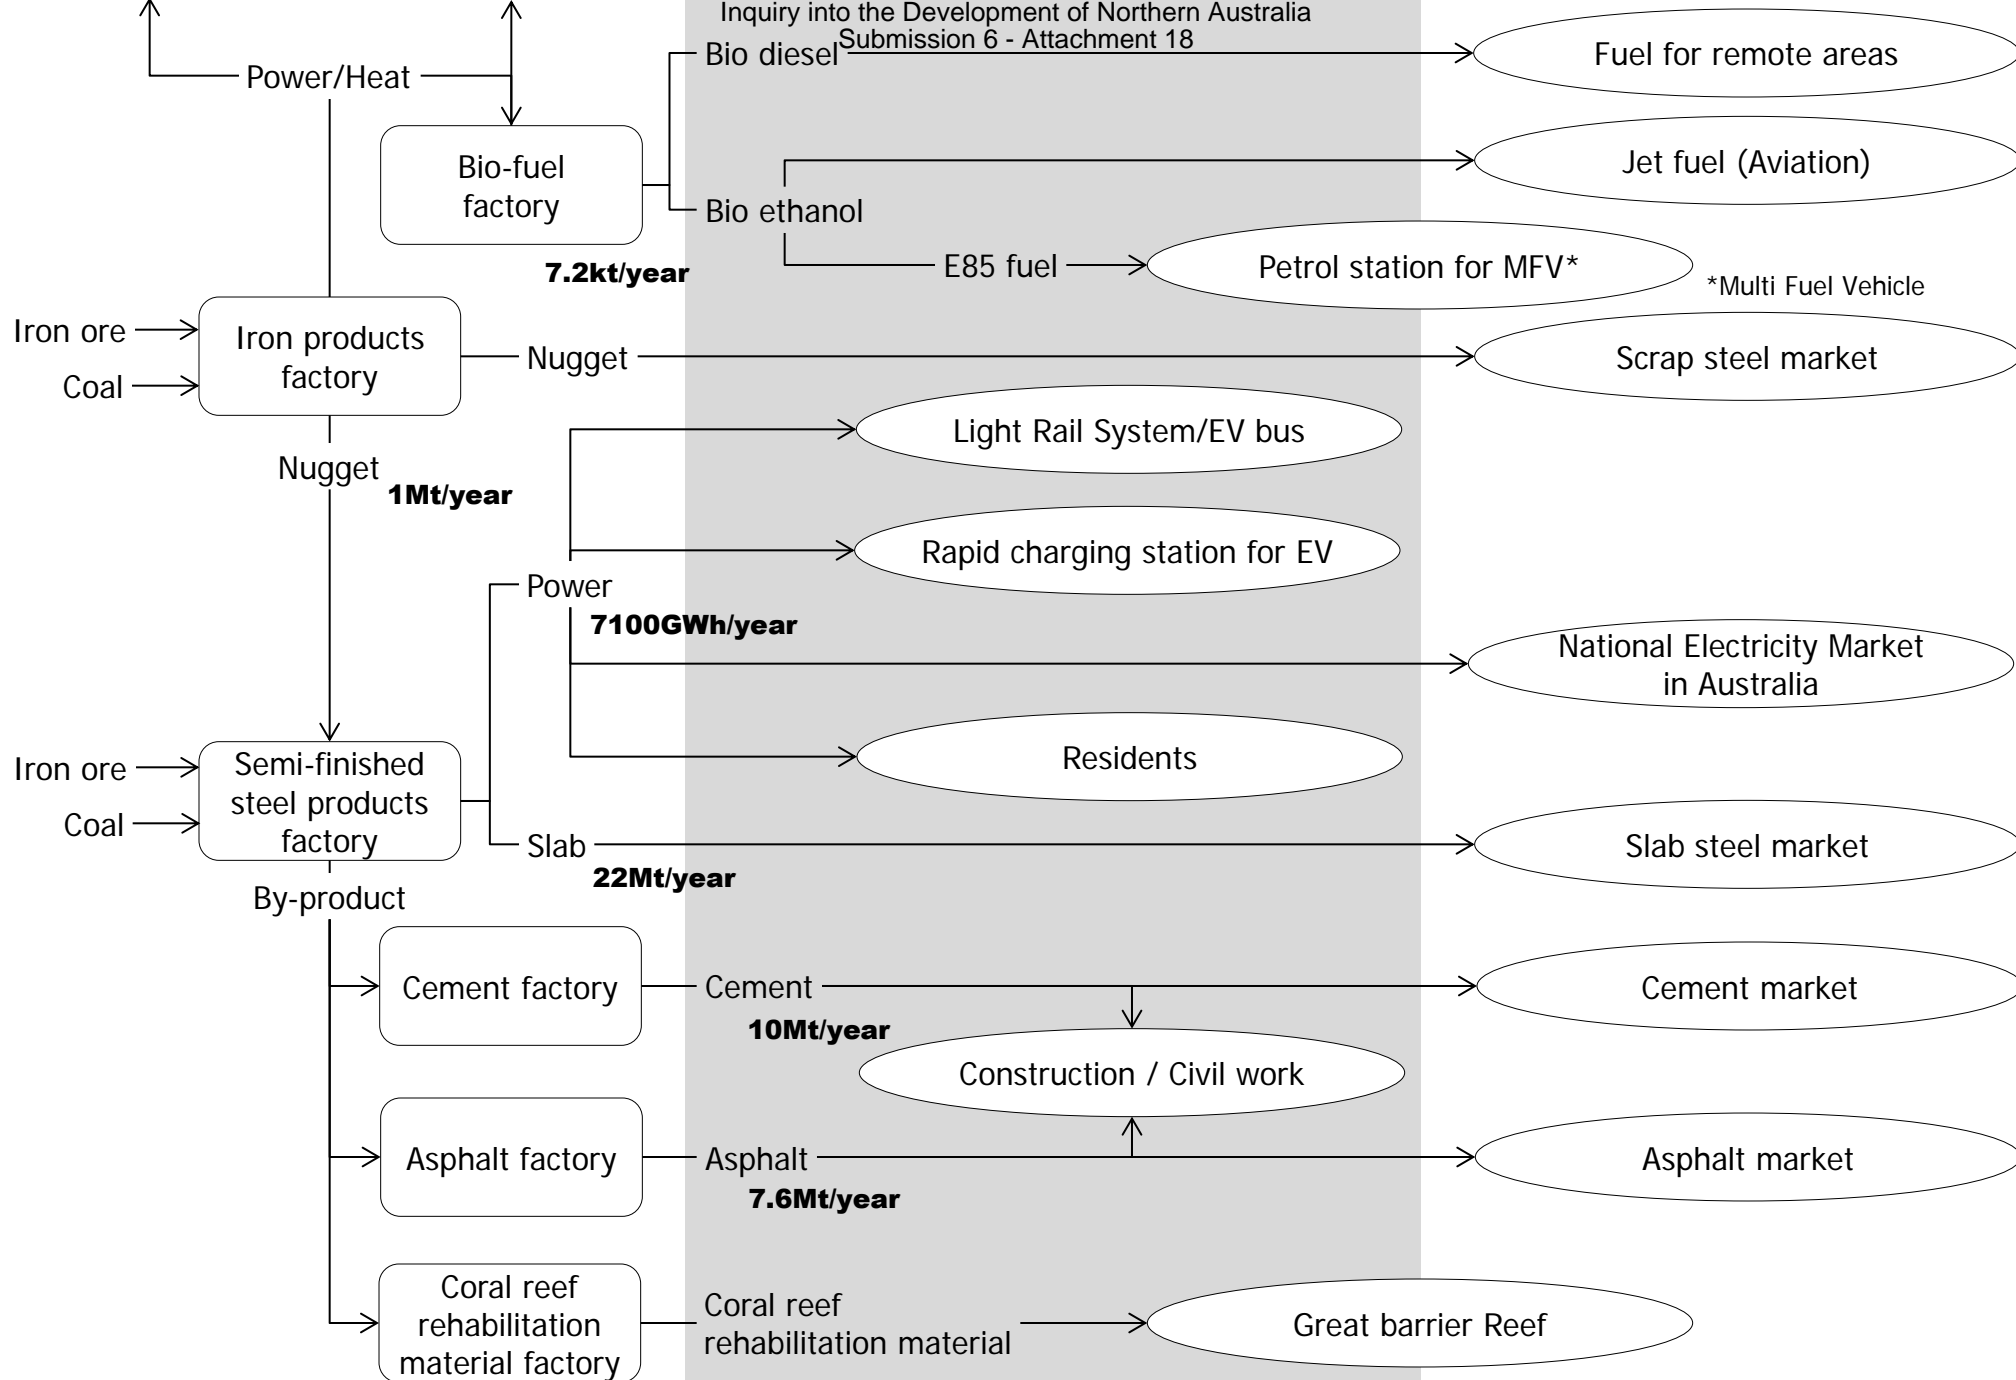 Inquiry into the Development of Northern Australia
Submission 6 - Attachment 18
Bio diesel
Fuel for remote areas
Power/Heat
Bio-fuel
factory
Jet fuel (Aviation)
Bio ethanol
7.2kt/year
E85 fuel
Petrol station for MFV*
*Multi Fuel Vehicle
Iron ore
Coal
Iron products
factory
Nugget
Scrap steel market
Light Rail System/EV bus
Nugget
1Mt/year
Rapid charging station for EV
Power
7100GWh/year
National Electricity Market
in Australia
Residents
Iron ore
Coal
Semi-finished
steel products
factory
Slab
22Mt/year
Slab steel market
By-product
Cement factory
Cement
10Mt/year
Cement market
Construction / Civil work
Asphalt factory
Asphalt
7.6Mt/year
Asphalt market
Coral reef
rehabilitation
material factory
Coral reef
rehabilitation material
Great barrier Reef